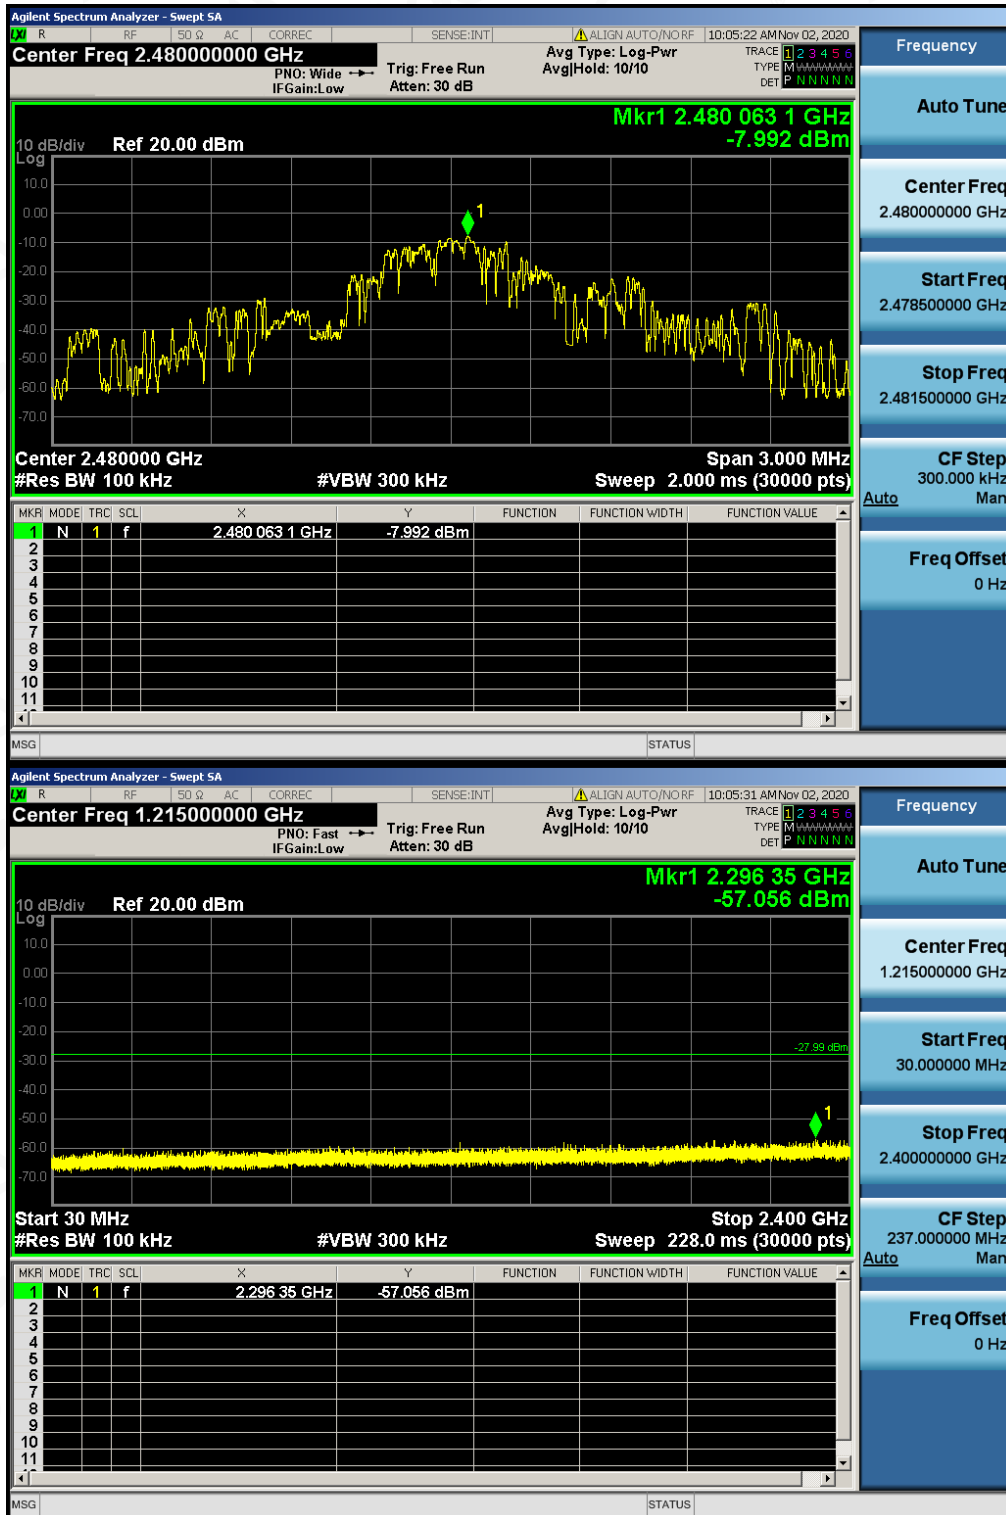 Agilent Spectrum Analyzer - Swept SA
LXI R RF 50 Ω AC CORREC SENSE:INT ALIGN AUTO/NO RF 10:05:22 AM Nov 02, 2020
Center Freq 2.480000000 GHz
PNO: Wide
IFGain:Low
Trig: Free Run
Atten: 30 dB
Avg Type: Log-Pwr
Avg|Hold: 10/10
TRACE 1 2 3 4 5 6
TYPE M WWWWW
DET P N N N N N
Mkr1 2.480 063 1 GHz
-7.992 dBm
10 dB/div Ref 20.00 dBm
Log
10.0
0.00
-10.0
-20.0
-30.0
-40.0
-50.0
-60.0
-70.0
1
Center 2.480000 GHz Span 3.000 MHz
#Res BW 100 kHz #VBW 300 kHz Sweep 2.000 ms (30000 pts)
MKR MODE TRC SCL X Y FUNCTION FUNCTION WIDTH FUNCTION VALUE
1 N 1 f 2.480 063 1 GHz -7.992 dBm
2
3
4
5
6
7
8
9
10
11
MSG STATUS
Frequency
Auto Tune
Center Freq
2.480000000 GHz
Start Freq
2.478500000 GHz
Stop Freq
2.481500000 GHz
CF Step
300.000 kHz
Auto Man
Freq Offset
0 Hz
Agilent Spectrum Analyzer - Swept SA
LXI R RF 50 Ω AC CORREC SENSE:INT ALIGN AUTO/NO RF 10:05:31 AM Nov 02, 2020
Center Freq 1.215000000 GHz
PNO: Fast
IFGain:Low
Trig: Free Run
Atten: 30 dB
Avg Type: Log-Pwr
Avg|Hold: 10/10
TRACE 1 2 3 4 5 6
TYPE M WWWWW
DET P N N N N N
Mkr1 2.296 35 GHz
-57.056 dBm
10 dB/div Ref 20.00 dBm
Log
10.0
0.00
-10.0
-20.0
-30.0
-40.0
-50.0
-60.0
-70.0
-27.99 dBm
1
Start 30 MHz Stop 2.400 GHz
#Res BW 100 kHz #VBW 300 kHz Sweep 228.0 ms (30000 pts)
MKR MODE TRC SCL X Y FUNCTION FUNCTION WIDTH FUNCTION VALUE
1 N 1 f 2.296 35 GHz -57.056 dBm
2
3
4
5
6
7
8
9
10
11
MSG STATUS
Frequency
Auto Tune
Center Freq
1.215000000 GHz
Start Freq
30.000000 MHz
Stop Freq
2.400000000 GHz
CF Step
237.000000 MHz
Auto Man
Freq Offset
0 Hz